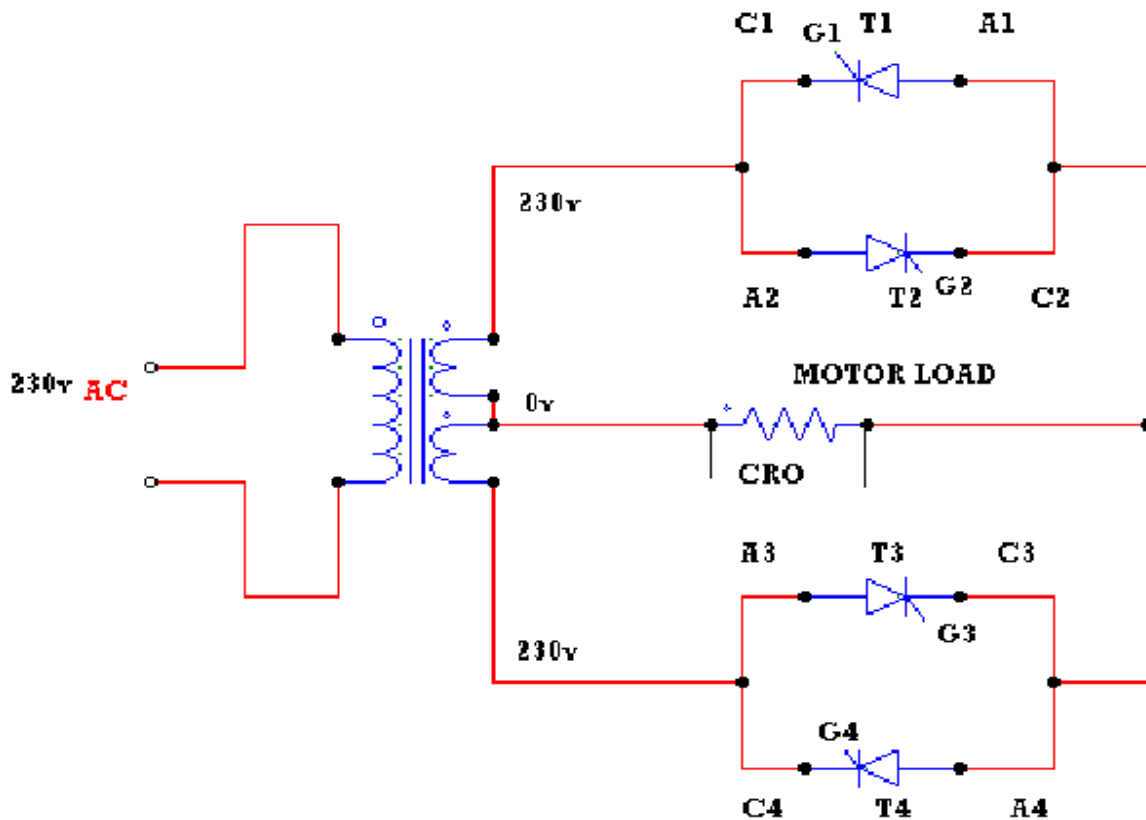 C1 G1 T1 A1
230v
A2 T2 G2 C2
MOTOR LOAD
230v AC
0v
CRO
A3 T3 C3
G3
230v
G4
C4 T4 A4